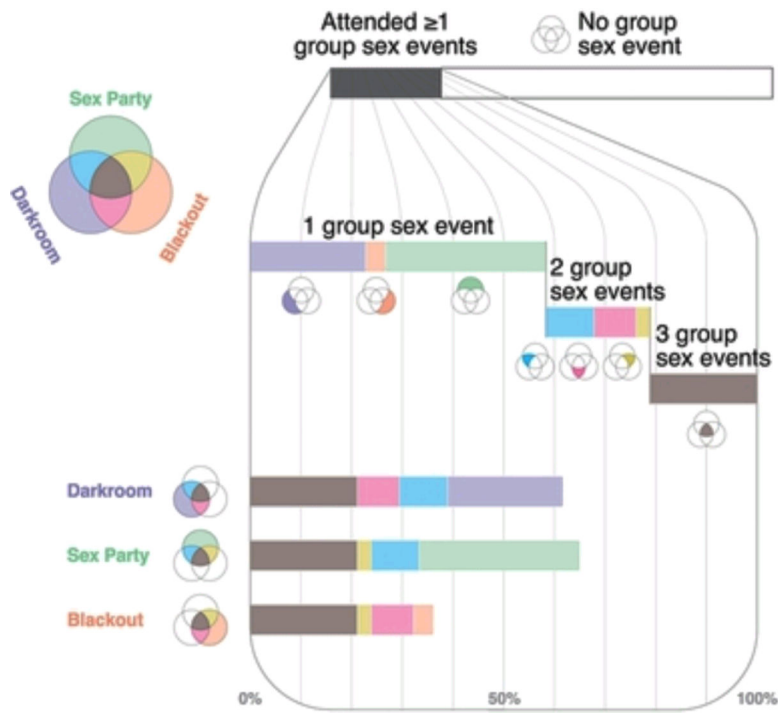 Attended ≥1
group sex events
No group
sex event
Sex Party
Darkroom
Blackout
1 group sex event
2 group
sex events
3 group
sex events
Darkroom
Sex Party
Blackout
0%
50%
100%